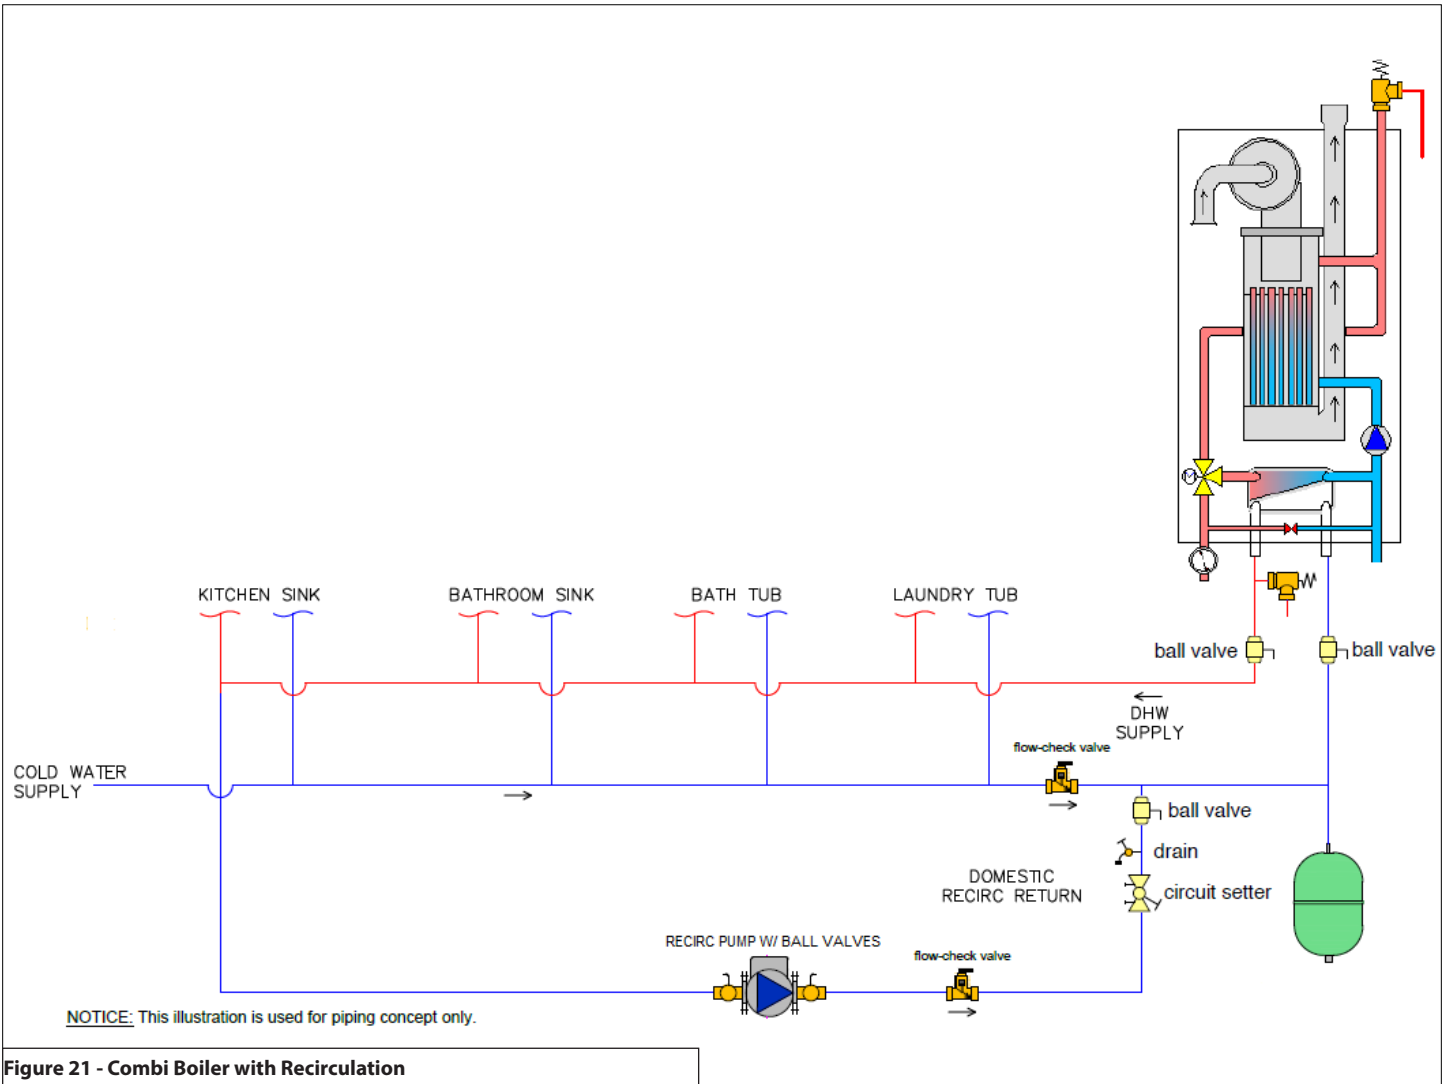 KITCHEN SINK
BATHROOM SINK
BATH TUB
LAUNDRY TUB
M
ball valve
ball valve
DHW
SUPPLY
flow-check valve
COLD WATER
SUPPLY
ball valve
drain
DOMESTIC
RECIRC RETURN
circuit setter
RECIRC PUMP W/ BALL VALVES
flow-check valve
NOTICE: This illustration is used for piping concept only.
Figure 21 - Combi Boiler with Recirculation